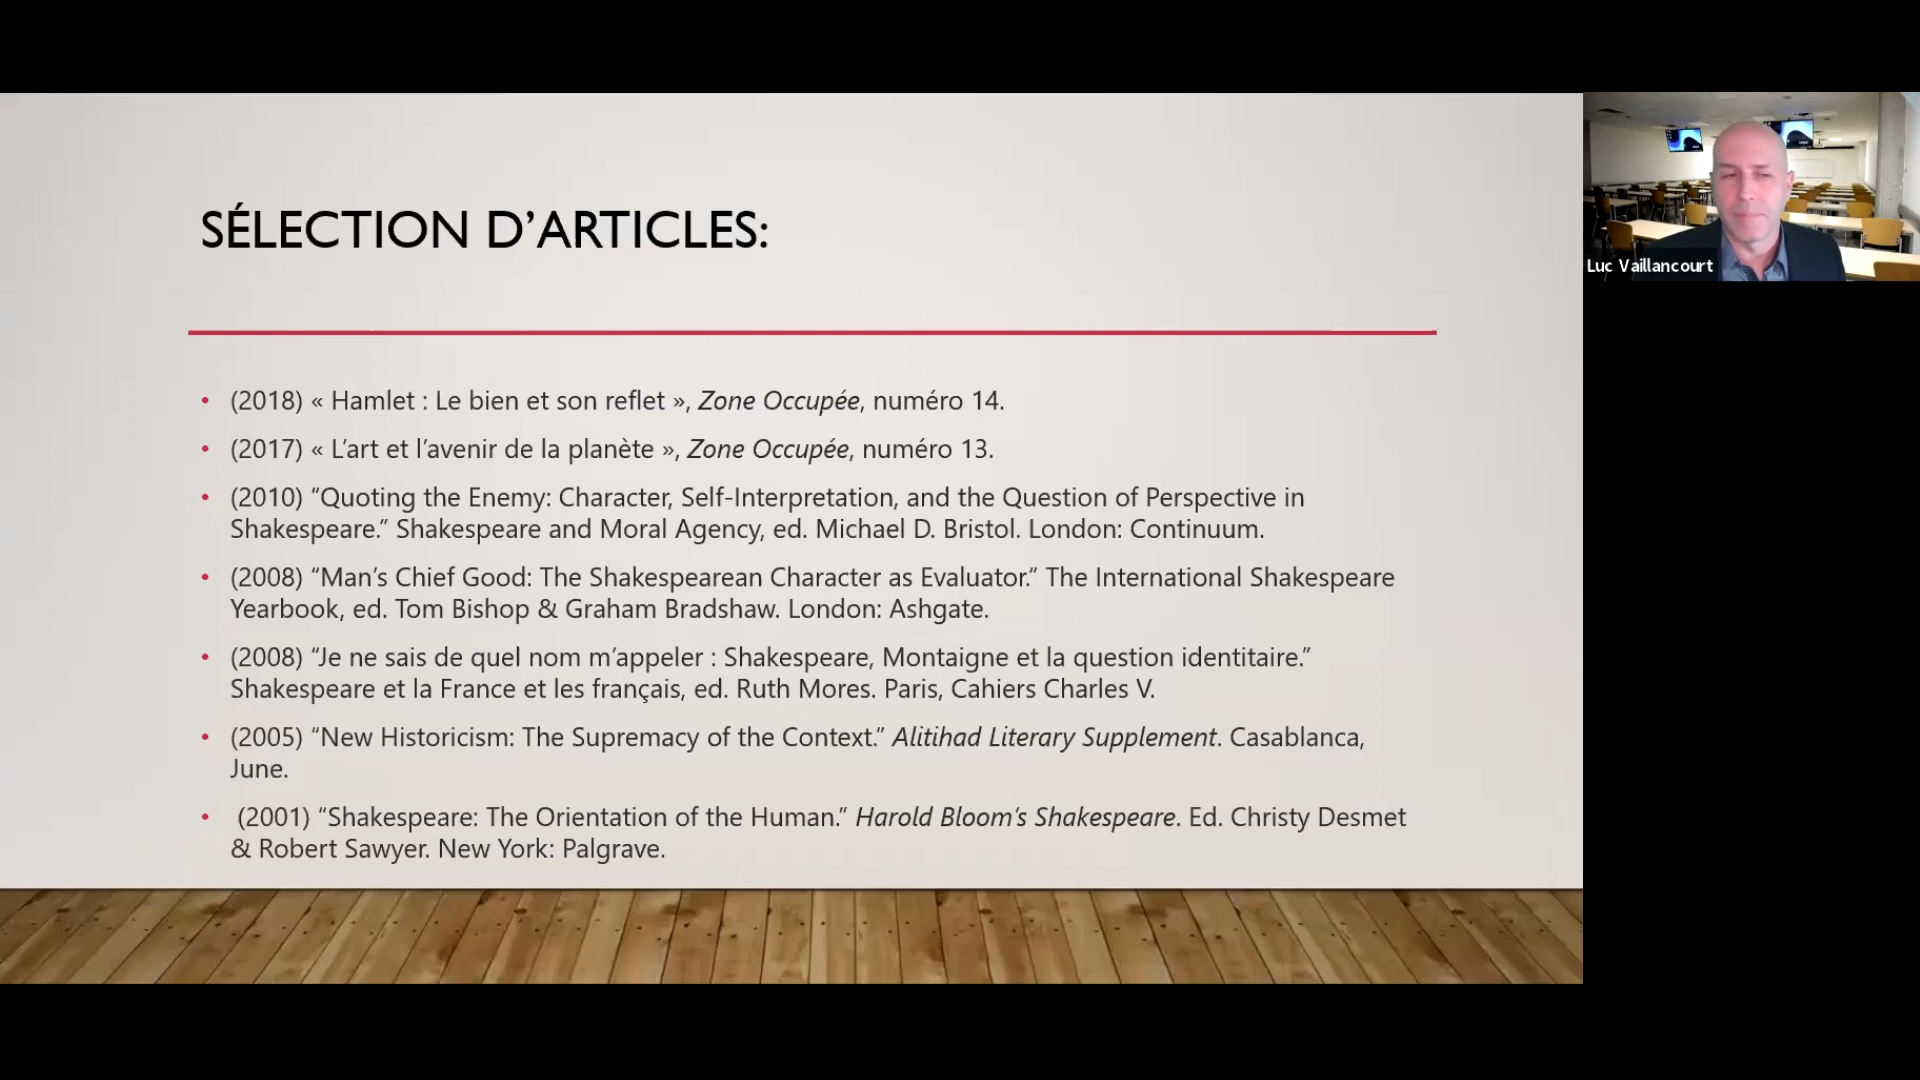 SÉLECTION D’ARTICLES:
• (2018) « Hamlet : Le bien et son reflet », Zone Occupée, numéro 14.
• (2017) « L’art et l’avenir de la planète », Zone Occupée, numéro 13.
• (2010) “Quoting the Enemy: Character, Self-Interpretation, and the Question of Perspective in
Shakespeare.” Shakespeare and Moral Agency, ed. Michael D. Bristol. London: Continuum.
• (2008) “Man’s Chief Good: The Shakespearean Character as Evaluator.” The International Shakespeare
Yearbook, ed. Tom Bishop & Graham Bradshaw. London: Ashgate.
• (2008) “Je ne sais de quel nom m’appeler : Shakespeare, Montaigne et la question identitaire.”
Shakespeare et la France et les français, ed. Ruth Mores. Paris, Cahiers Charles V.
• (2005) “New Historicism: The Supremacy of the Context.” Alitihad Literary Supplement. Casablanca,
June.
• (2001) “Shakespeare: The Orientation of the Human.” Harold Bloom’s Shakespeare. Ed. Christy Desmet
& Robert Sawyer. New York: Palgrave.
Luc Vaillancourt